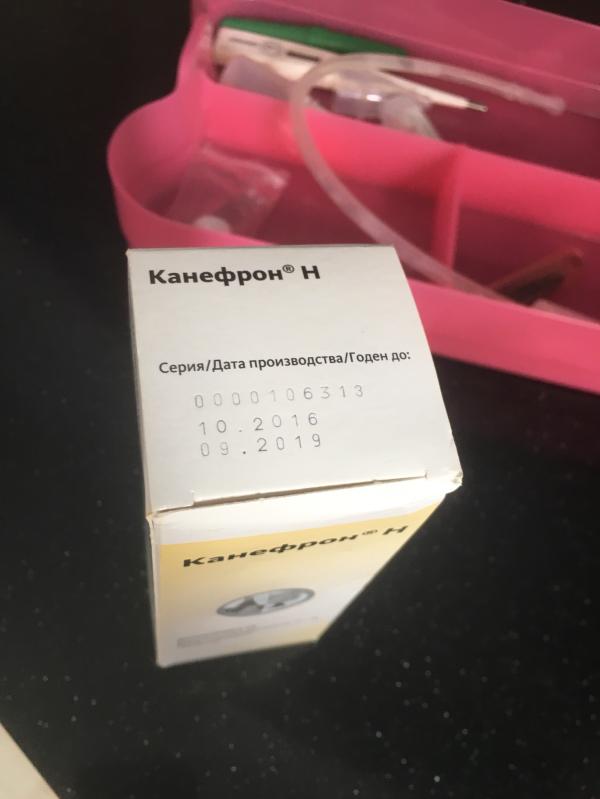 Канефрон® Н
Серия/Дата производства/Годен до:
0000106313
10.2016
09.2019
Канефрон® Н